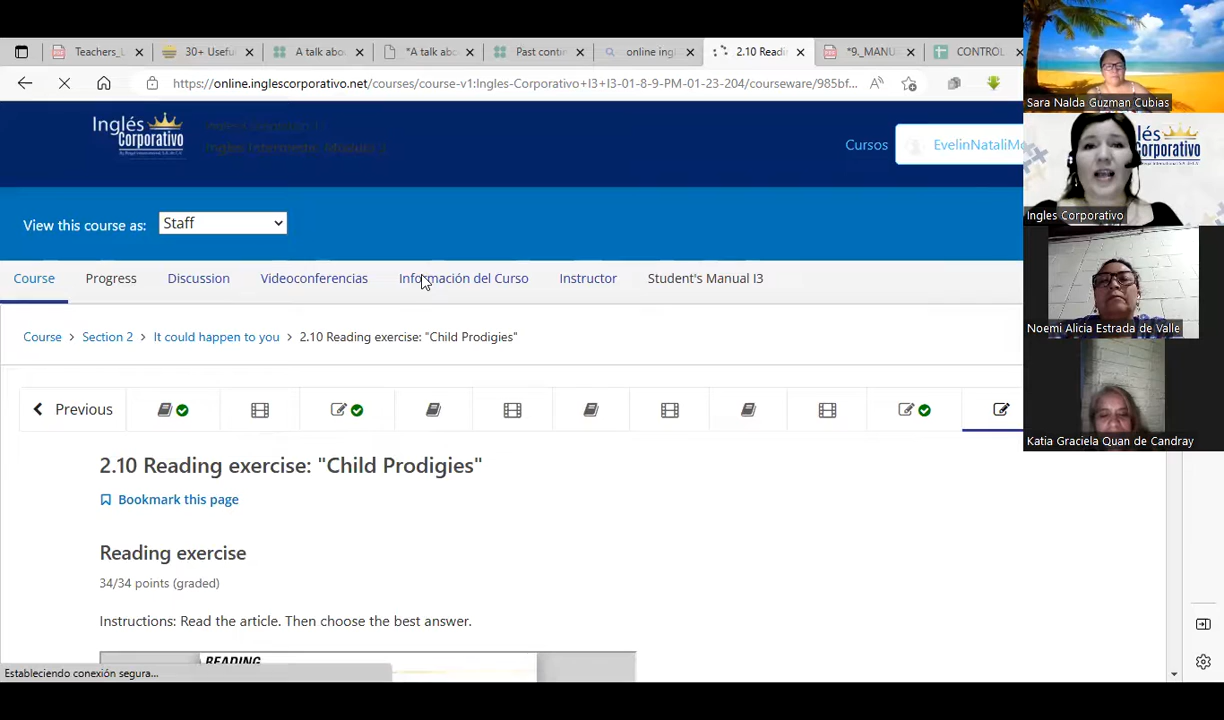 Teachers_L
30+ Usefu
A talk abo
*A talk abo
Past conti
online ing
2.10 Readi
*9._MANU
CONTROL
https://online.inglescorporativo.net/courses/course-v1:Ingles-Corporativo+I3+I3-01-8-9-PM-01-23-204/courseware/985bf...
Inglés
Corporativo
Cursos
EvelinNataliMo
View this course as:
Staff
Course
Progress
Discussion
Videoconferencias
Información del Curso
Instructor
Student's Manual I3
Course > Section 2 > It could happen to you > 2.10 Reading exercise: "Child Prodigies"
Previous
2.10 Reading exercise: "Child Prodigies"
Bookmark this page
Reading exercise
34/34 points (graded)
Instructions: Read the article. Then choose the best answer.
READING
Estableciendo conexión segura...
Sara Nalda Guzman Cubias
lés
Corporativo
Ingles Corporativo
Noemi Alicia Estrada de Valle
Katia Graciela Quan de Candray